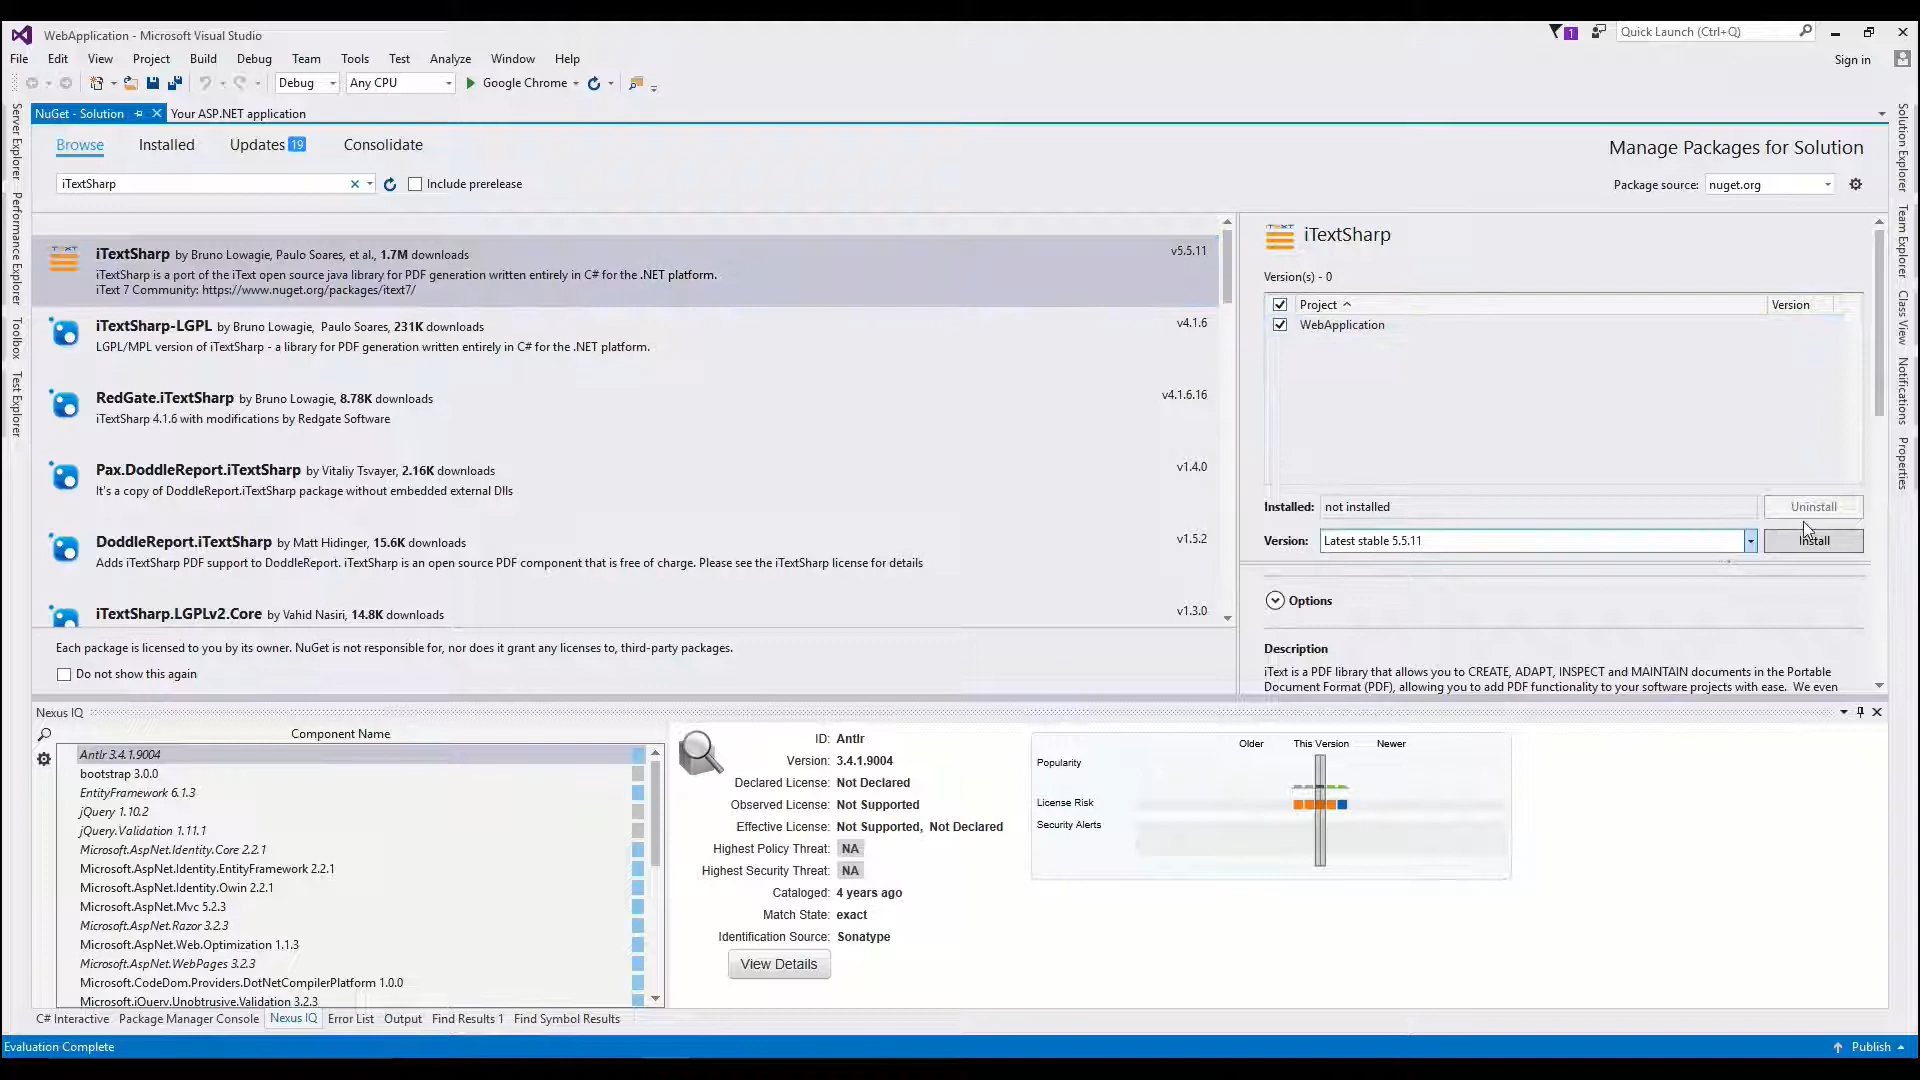 WebApplication - Microsoft Visual Studio
1
Quick Launch (Ctrl+Q)
File Edit View Project Build Debug Team Tools Test Analyze Window Help
Sign in
Debug Any CPU Google Chrome
NuGet - Solution Your ASP.NET application
Server Explorer
Performance Explorer
Toolbox
Test Explorer
Browse Installed Updates 19 Consolidate
Manage Packages for Solution
iTextSharp
Include prerelease
Package source: nuget.org
iTextSharp by Bruno Lowagie, Paulo Soares, et al., 1.7M downloads v5.5.11
iTextSharp is a port of the iText open source java library for PDF generation written entirely in C# for the .NET platform.
iText 7 Community: https://www.nuget.org/packages/itext7/
iTextSharp-LGPL by Bruno Lowagie, Paulo Soares, 231K downloads v4.1.6
LGPL/MPL version of iTextSharp - a library for PDF generation written entirely in C# for the .NET platform.
RedGate.iTextSharp by Bruno Lowagie, 8.78K downloads v4.1.6.16
iTextSharp 4.1.6 with modifications by Redgate Software
Pax.DoddleReport.iTextSharp by Vitaliy Tsvayer, 2.16K downloads v1.4.0
It's a copy of DoddleReport.iTextSharp package without embedded external Dlls
DoddleReport.iTextSharp by Matt Hidinger, 15.6K downloads v1.5.2
Adds iTextSharp PDF support to DoddleReport. iTextSharp is an open source PDF component that is free of charge. Please see the iTextSharp license for details
iTextSharp.LGPLv2.Core by Vahid Nasiri, 14.8K downloads v1.3.0
Each package is licensed to you by its owner. NuGet is not responsible for, nor does it grant any licenses to, third-party packages.
Do not show this again
TEXT
iTextSharp
Version(s) - 0
Project Version
WebApplication
Installed: not installed Uninstall
Version: Latest stable 5.5.11 Install
Options
Description
iText is a PDF library that allows you to CREATE, ADAPT, INSPECT and MAINTAIN documents in the Portable
Document Format (PDF), allowing you to add PDF functionality to your software projects with ease. We even
Solution Explorer
Team Explorer
Class View
Notifications
Properties
Nexus IQ
Component Name
Antlr 3.4.1.9004
bootstrap 3.0.0
EntityFramework 6.1.3
jQuery 1.10.2
jQuery.Validation 1.11.1
Microsoft.AspNet.Identity.Core 2.2.1
Microsoft.AspNet.Identity.EntityFramework 2.2.1
Microsoft.AspNet.Identity.Owin 2.2.1
Microsoft.AspNet.Mvc 5.2.3
Microsoft.AspNet.Razor 3.2.3
Microsoft.AspNet.Web.Optimization 1.1.3
Microsoft.AspNet.WebPages 3.2.3
Microsoft.CodeDom.Providers.DotNetCompilerPlatform 1.0.0
Microsoft.jQuery.Unobtrusive.Validation 3.2.3
ID: Antlr
Version: 3.4.1.9004
Declared License: Not Declared
Observed License: Not Supported
Effective License: Not Supported, Not Declared
Highest Policy Threat: NA
Highest Security Threat: NA
Cataloged: 4 years ago
Match State: exact
Identification Source: Sonatype
View Details
Older This Version Newer
Popularity
License Risk
Security Alerts
C# Interactive Package Manager Console Nexus IQ Error List Output Find Results 1 Find Symbol Results
Evaluation Complete
Publish